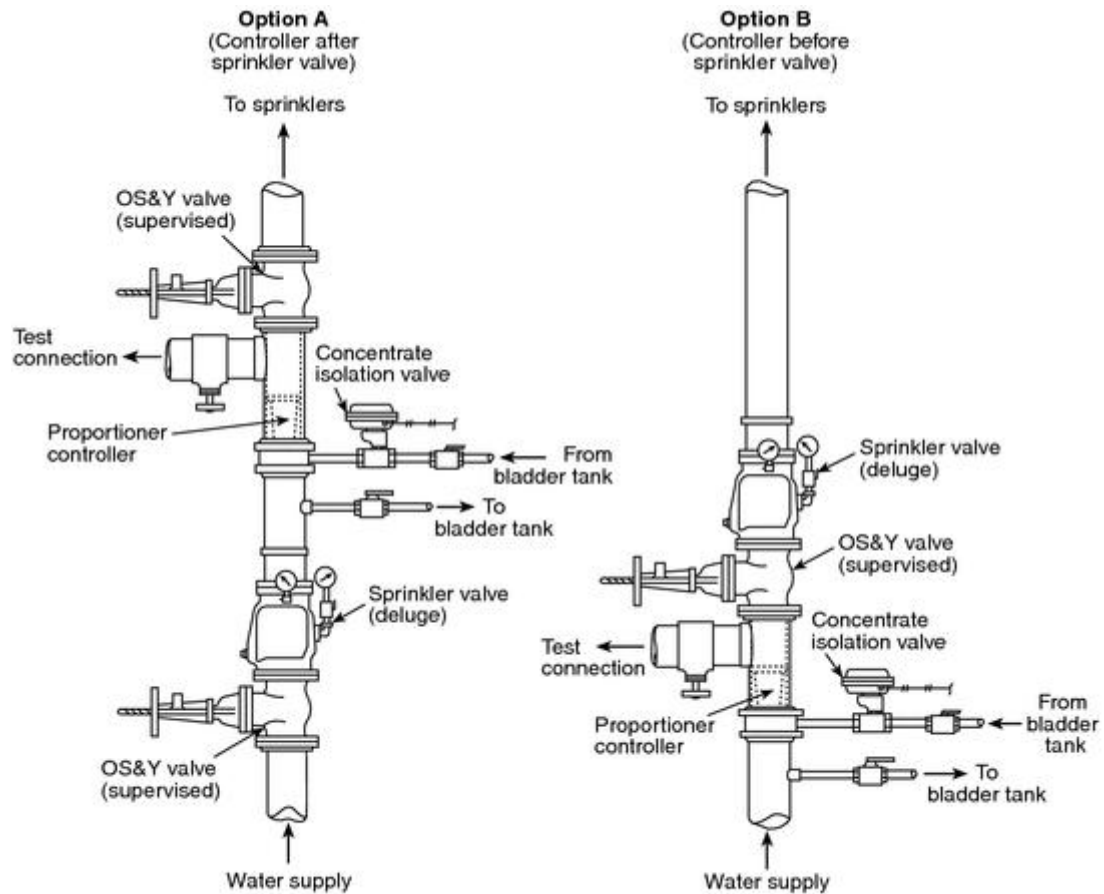 Option A
(Controller after
sprinkler valve)
To sprinklers
OS&Y valve
(supervised)
Test
connection
Concentrate
isolation valve
Proportioner
controller
From
bladder tank
To
bladder tank
Sprinkler valve
(deluge)
OS&Y valve
(supervised)
Water supply
Option B
(Controller before
sprinkler valve)
To sprinklers
Sprinkler valve
(deluge)
OS&Y valve
(supervised)
Test
connection
Concentrate
isolation valve
Proportioner
controller
From
bladder
tank
To
bladder tank
Water supply